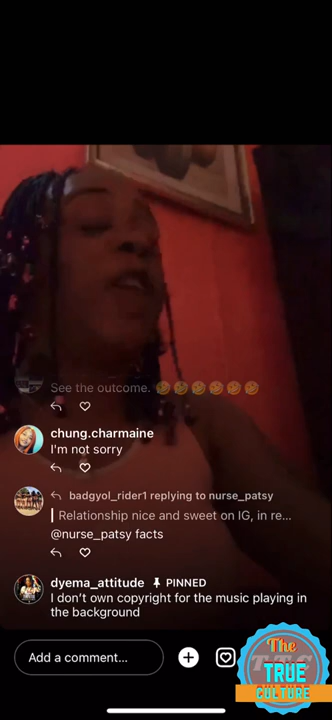 See the outcome. 🤣🤣🤣🤣🤣🤣
chung.charmaine
I'm not sorry
badgyol_rider1 replying to nurse_patsy
Relationship nice and sweet on IG, in re...
@nurse_patsy facts
dyema_attitude PINNED
I don't own copyright for the music playing in
the background
Add a comment...
The
TRUE
CULTURE